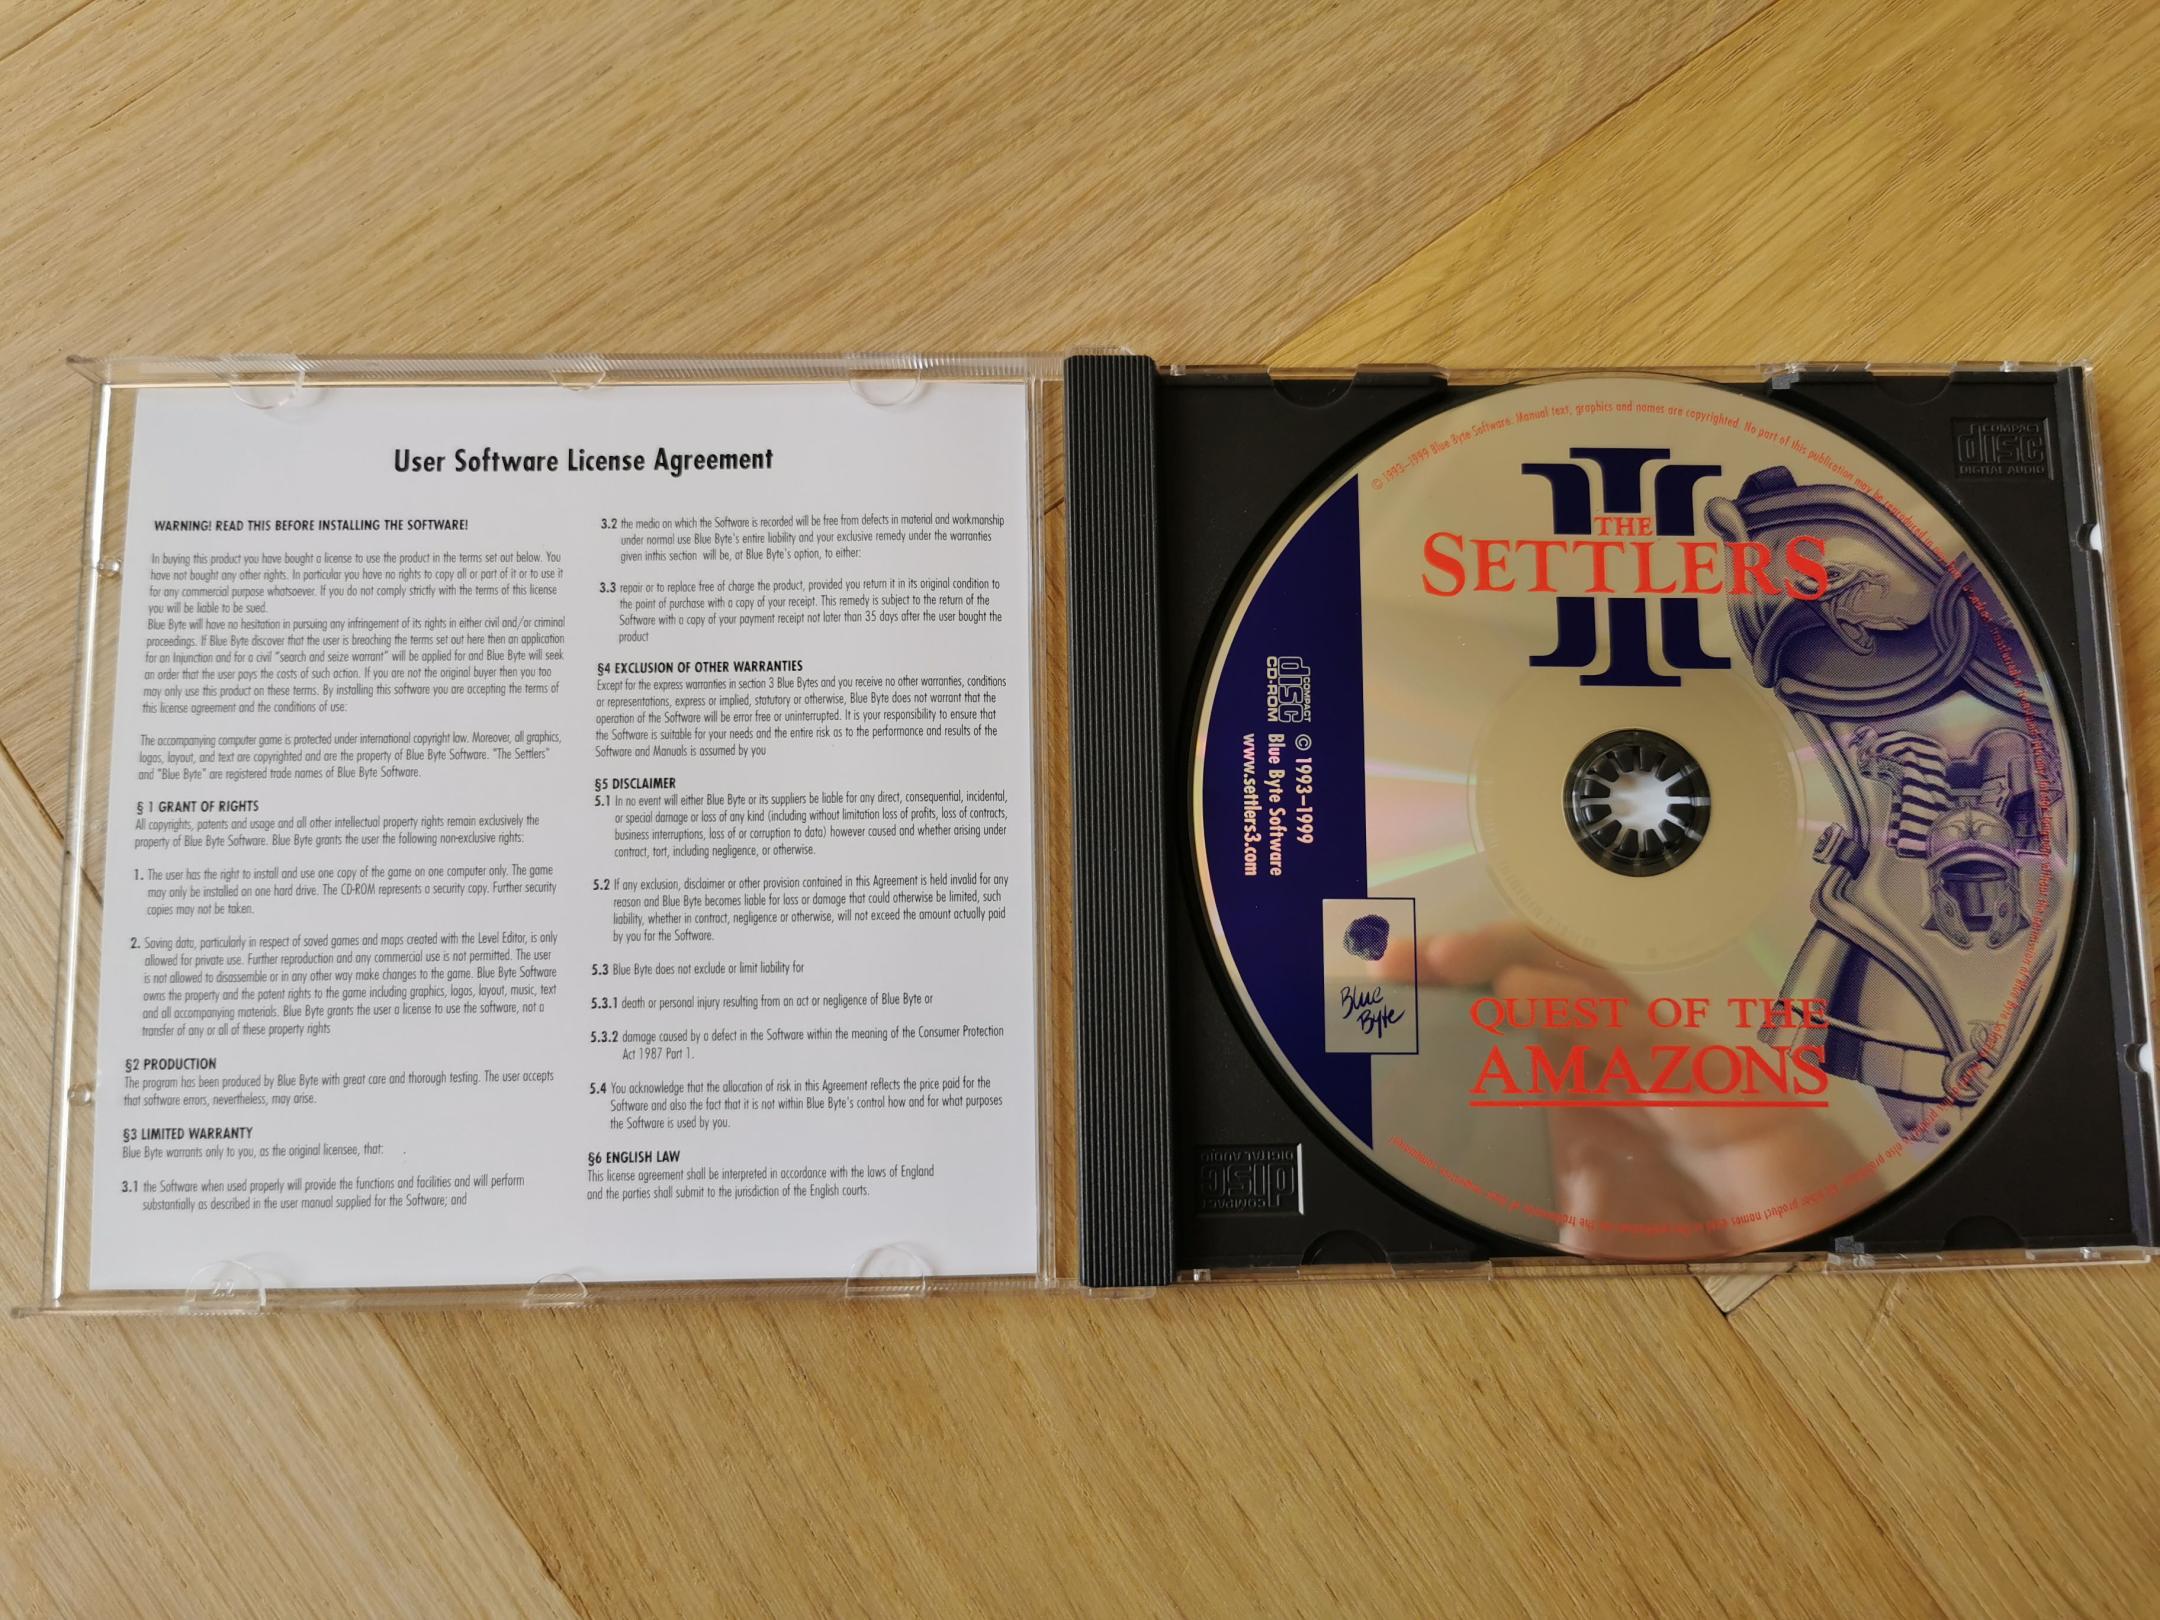 User Software License Agreement
WARNING! READ THIS BEFORE INSTALLING THE SOFTWARE!
In buying this product you have bought a license to use the product in the terms set out below. You
have not bought any other rights. In particular you have no rights to copy all or part of it or to use it
for any commercial purpose whatsoever. If you do not comply strictly with the terms of this license
you will be liable to be sued.
Blue Byte will have no hesitation in pursuing any infringement of its rights in either civil and/or criminal
proceedings. If Blue Byte discover that the user is breaching the terms set out here then an application
for an Injunction and for a civil "search and seize warrant" will be applied for and Blue Byte will seek
an order that the user pays the costs of such action. If you are not the original buyer then you too
may only use this product on these terms. By installing this software you are accepting the terms of
this license agreement and the conditions of use:
The accompanying computer game is protected under international copyright law. Moreover, all graphics,
logos, layout, and text are copyrighted and are the property of Blue Byte Software. "The Settlers"
and "Blue Byte" are registered trade names of Blue Byte Software.
§ 1 GRANT OF RIGHTS
All copyrights, patents and usage and all other intellectual property rights remain exclusively the
property of Blue Byte Software. Blue Byte grants the user the following non-exclusive rights:
1. The user has the right to install and use one copy of the game on one computer only. The game
may only be installed on one hard drive. The CD-ROM represents a security copy. Further security
copies may not be taken.
2. Saving data, particularly in respect of saved games and maps created with the Level Editor, is only
allowed for private use. Further reproduction and any commercial use is not permitted. The user
is not allowed to disassemble or in any other way make changes to the game. Blue Byte Software
owns the property and the patent rights to the game including graphics, logos, layout, music, text
and all accompanying materials. Blue Byte grants the user a license to use the software, not a
transfer of any or all of these property rights
§2 PRODUCTION
The program has been produced by Blue Byte with great care and thorough testing. The user accepts
that software errors, nevertheless, may arise.
§3 LIMITED WARRANTY
Blue Byte warrants only to you, as the original licensee, that:
3.1 the Software when used properly will provide the functions and facilities and will perform
substantially as described in the user manual supplied for the Software; and
3.2 the media on which the Software is recorded will be free from defects in material and workmanship
under normal use Blue Byte's entire liability and your exclusive remedy under the warranties
given inthis section will be, at Blue Byte's option, to either:
3.3 repair or to replace free of charge the product, provided you return it in its original condition to
the point of purchase with a copy of your receipt. This remedy is subject to the return of the
Software with a copy of your payment receipt not later than 35 days after the user bought the
product
§4 EXCLUSION OF OTHER WARRANTIES
Except for the express warranties in section 3 Blue Bytes and you receive no other warranties, conditions
or representations, express or implied, statutory or otherwise, Blue Byte does not warrant that the
operation of the Software will be error free or uninterrupted. It is your responsibility to ensure that
the Software is suitable for your needs and the entire risk as to the performance and results of the
Software and Manuals is assumed by you
§5 DISCLAIMER
5.1 In no event will either Blue Byte or its suppliers be liable for any direct, consequential, incidental,
or special damage or loss of any kind (including without limitation loss of profits, loss of contracts,
business interruptions, loss of or corruption to data) however caused and whether arising under
contract, tort, including negligence, or otherwise.
5.2 If any exclusion, disclaimer or other provision contained in this Agreement is held invalid for any
reason and Blue Byte becomes liable for loss or damage that could otherwise be limited, such
liability, whether in contract, negligence or otherwise, will not exceed the amount actually paid
by you for the Software.
5.3 Blue Byte does not exclude or limit liability for
5.3.1 death or personal injury resulting from an act or negligence of Blue Byte or
5.3.2 damage caused by a defect in the Software within the meaning of the Consumer Protection
Act 1987 Part 1.
5.4 You acknowledge that the allocation of risk in this Agreement reflects the price paid for the
Software and also the fact that it is not within Blue Byte's control how and for what purposes
the Software is used by you.
§6 ENGLISH LAW
This license agreement shall be interpreted in accordance with the laws of England
and the parties shall submit to the jurisdiction of the English courts.
© 1993–1999 Blue Byte Software. Manual text, graphics and names are copyrighted. No part of this publication may be reproduced in
III
THE
SETTLERS
COMPACT
disc
CD-ROM
© 1993–1999
Blue Byte Software
www.settlers3.com
Blue
Byte
QUEST OF THE
AMAZONS
COMPACT
disc
DIGITAL AUDIO
COMPACT
disc
DIGITAL AUDIO